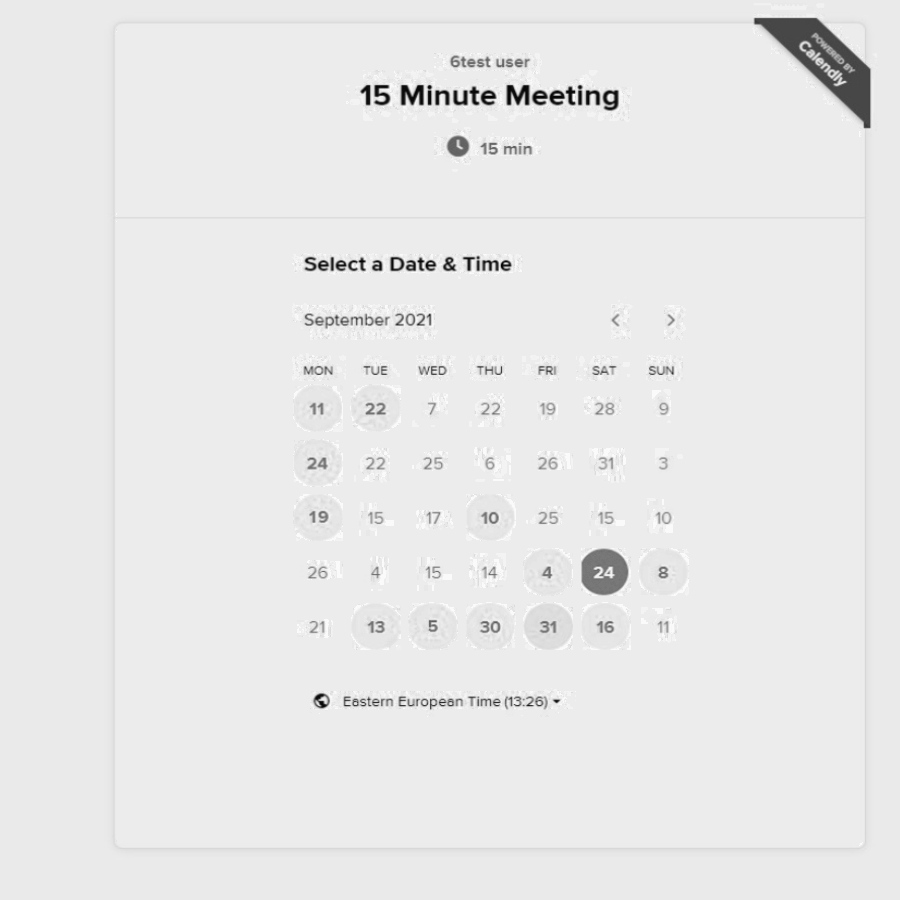 POWERED BY
Calendly
6test user
15 Minute Meeting
15 min
Select a Date & Time
September 2021
MON TUE WED THU FRI SAT SUN
11 22 7 22 19 28 9
24 22 25 6 26 31 3
19 15 17 10 25 15 10
26 4 15 14 4 24 8
21 13 5 30 31 16 11
Eastern European Time (13:26)